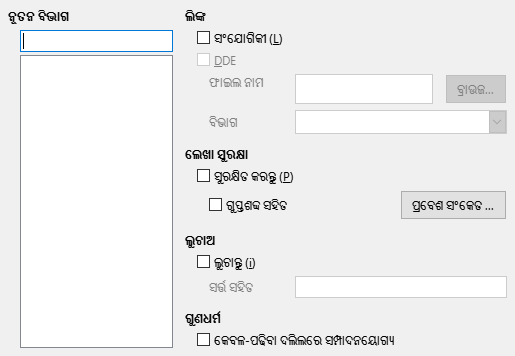 ନୂତନ ବିଭାଗ
ଲିଙ୍କ
ସଂଯୋଗିକୀ (L)
DDE
ଫାଇଲ ନାମ
ବ୍ରାଉଜ...
ବିଭାଗ
ଲେଖା ସୁରକ୍ଷା
ସୁରକ୍ଷିତ କରନ୍ତୁ (P)
ଗୁପ୍ତଶବ୍ଦ ସହିତ
ପ୍ରବେଶ ସଂକେତ ...
ଲୁଚାଅ
ଲୁଚାନ୍ତୁ (i)
ସର୍ତ୍ତ ସହିତ
ଗୁଣଧର୍ମ
କେବଳ-ପଢିବା ଦଲିଲରେ ସମ୍ପାଦନଯୋଗ୍ୟ